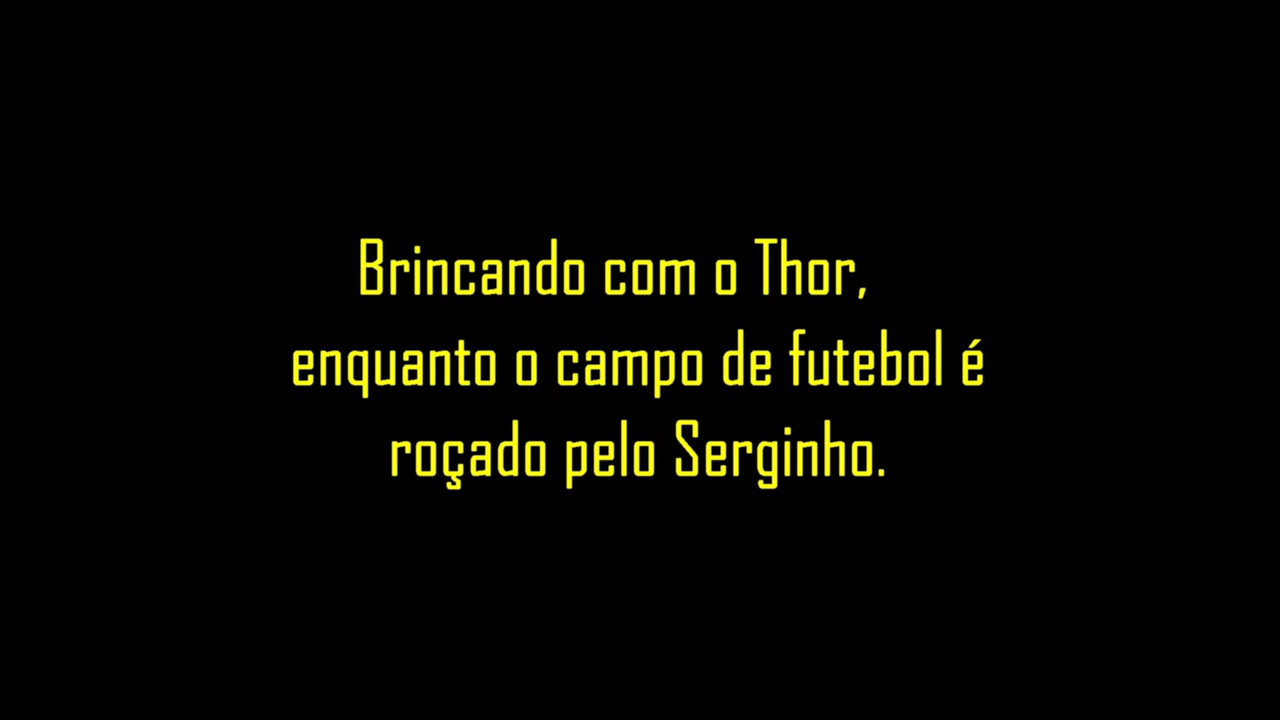 Brincando com o Thor,
enquanto o campo de futebol é
roçado pelo Serginho.